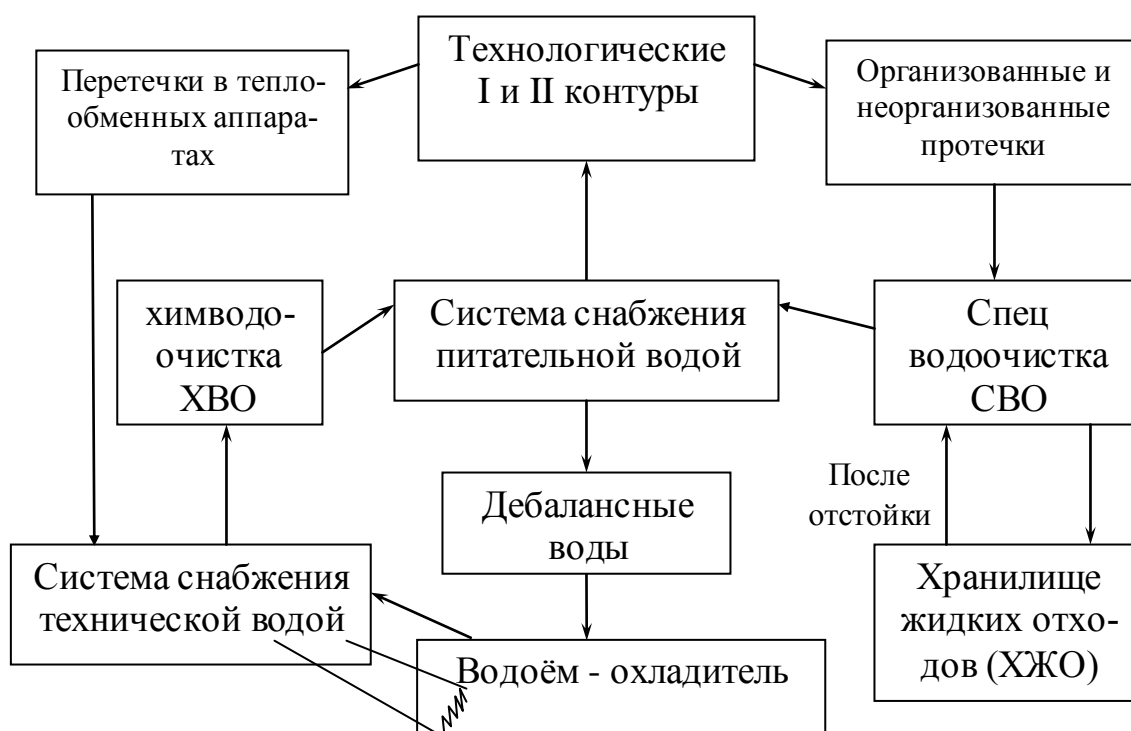 Технологические
I и II контуры
Перетечки в тепло-
обменных аппара-
тах
Организованные и
неорганизованные
протечки
химводо-
очистка
ХВО
Система снабжения
питательной водой
Спец
водоочистка
СВО
Дебалансные
воды
После
отстойки
Система снабжения
технической водой
Водоём - охладитель
Хранилище
жидких отхо-
дов (ХЖО)